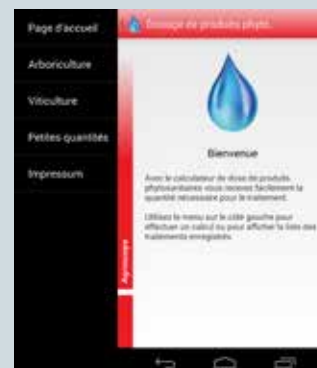 Page d'accueil
Arboriculture
Viticulture
Petites quantités
Impressum
Dosage de produits phyto.
Bienvenue
Avec le calculateur de dose de produits
phytosanitaires vous recevez facilement la
quantité nécessaire pour le traitement.
Utilisez le menu sur le côté gauche pour
effectuer un calcul ou pour afficher la liste des
traitements enregistrés.
Agroscope